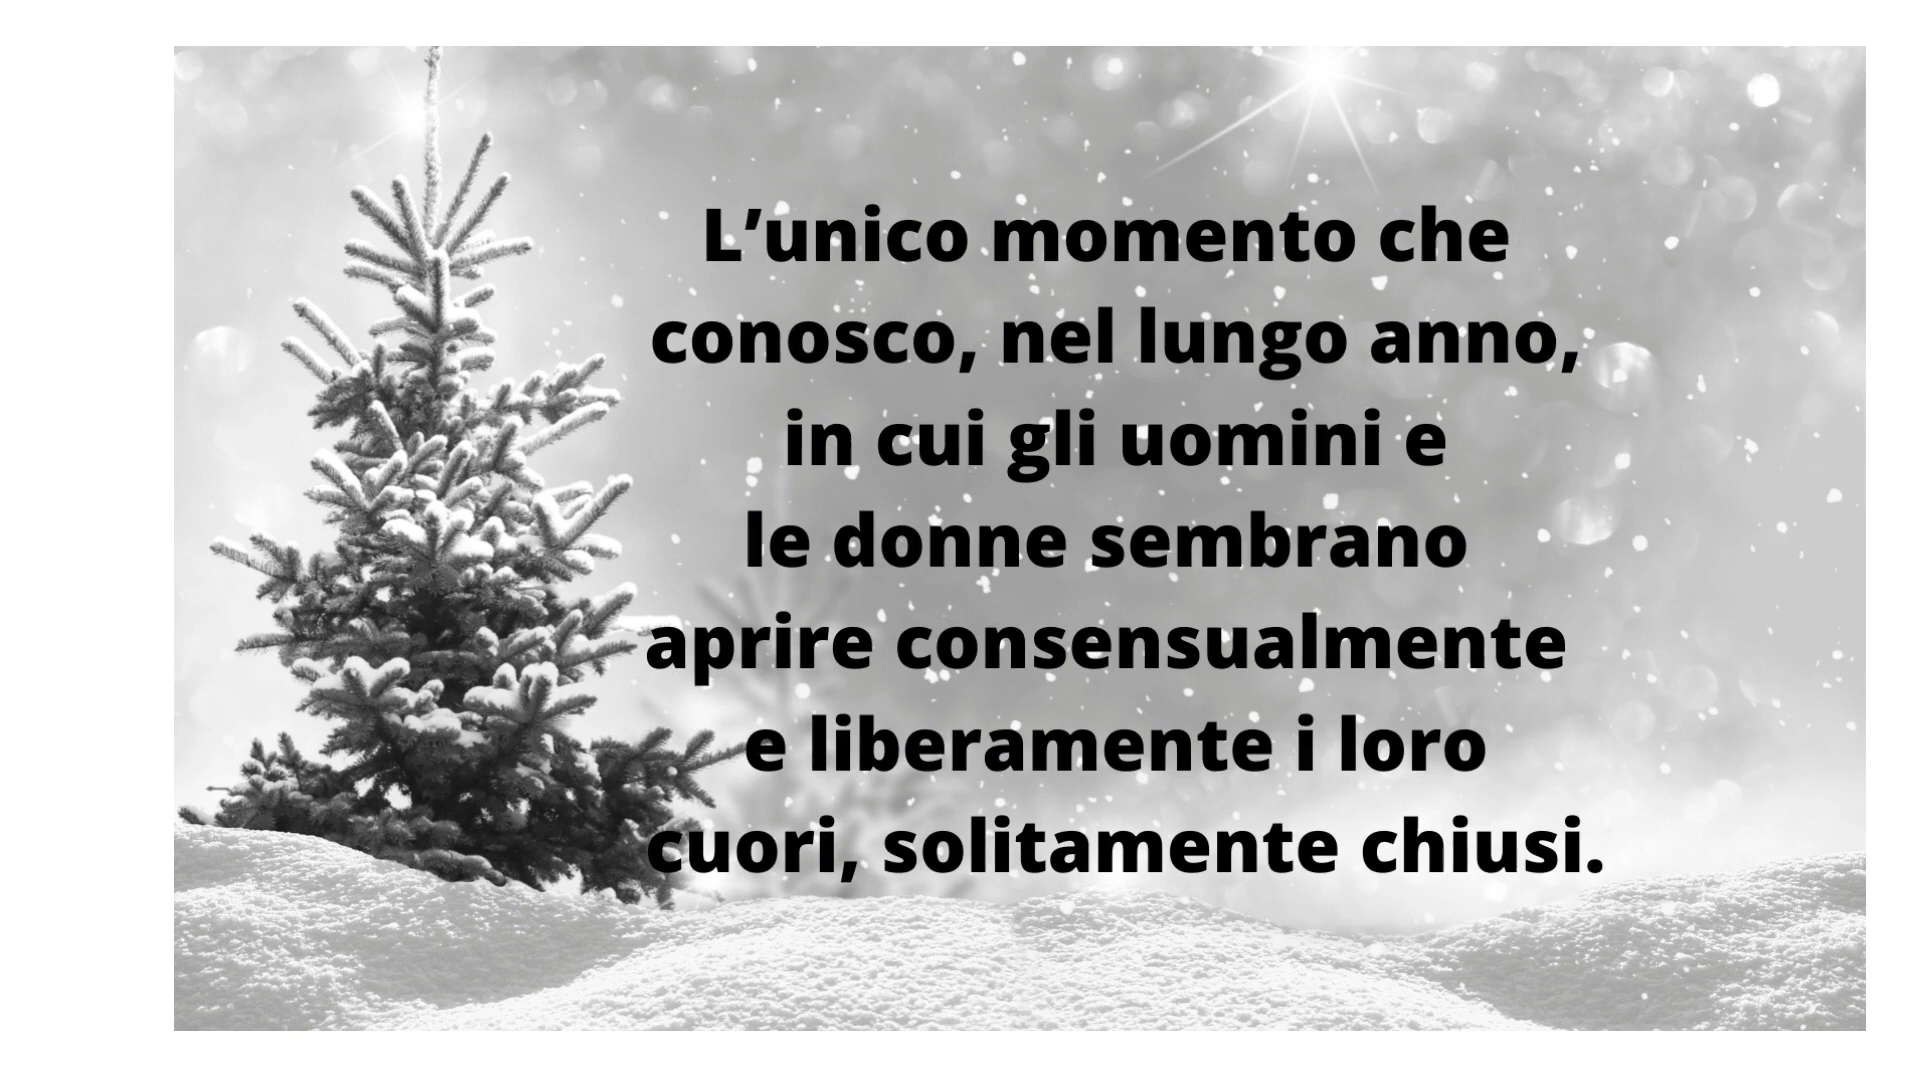 L’unico momento che
conosco, nel lungo anno,
in cui gli uomini e
le donne sembrano
aprire consensualmente
e liberamente i loro
cuori, solitamente chiusi.